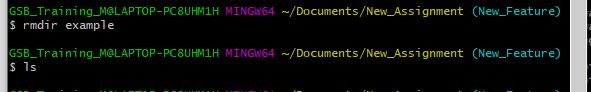 GSB_Training_M@LAPTOP-PC8UHM1H MINGW64 ~/Documents/New_Assignment (New_Feature)
$ rmdir example
GSB_Training_M@LAPTOP-PC8UHM1H MINGW64 ~/Documents/New_Assignment (New_Feature)
$ ls